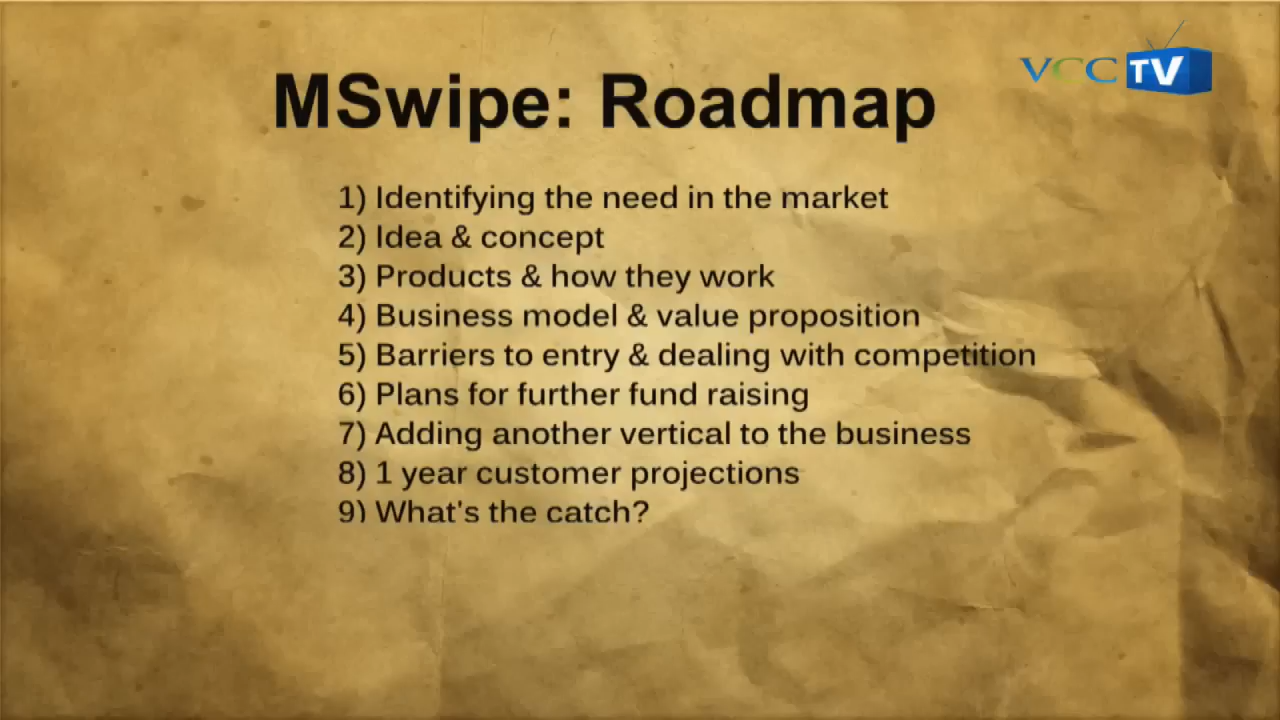 VCC TV
MSwipe: Roadmap
1) Identifying the need in the market
2) Idea & concept
3) Products & how they work
4) Business model & value proposition
5) Barriers to entry & dealing with competition
6) Plans for further fund raising
7) Adding another vertical to the business
8) 1 year customer projections
9) What's the catch?